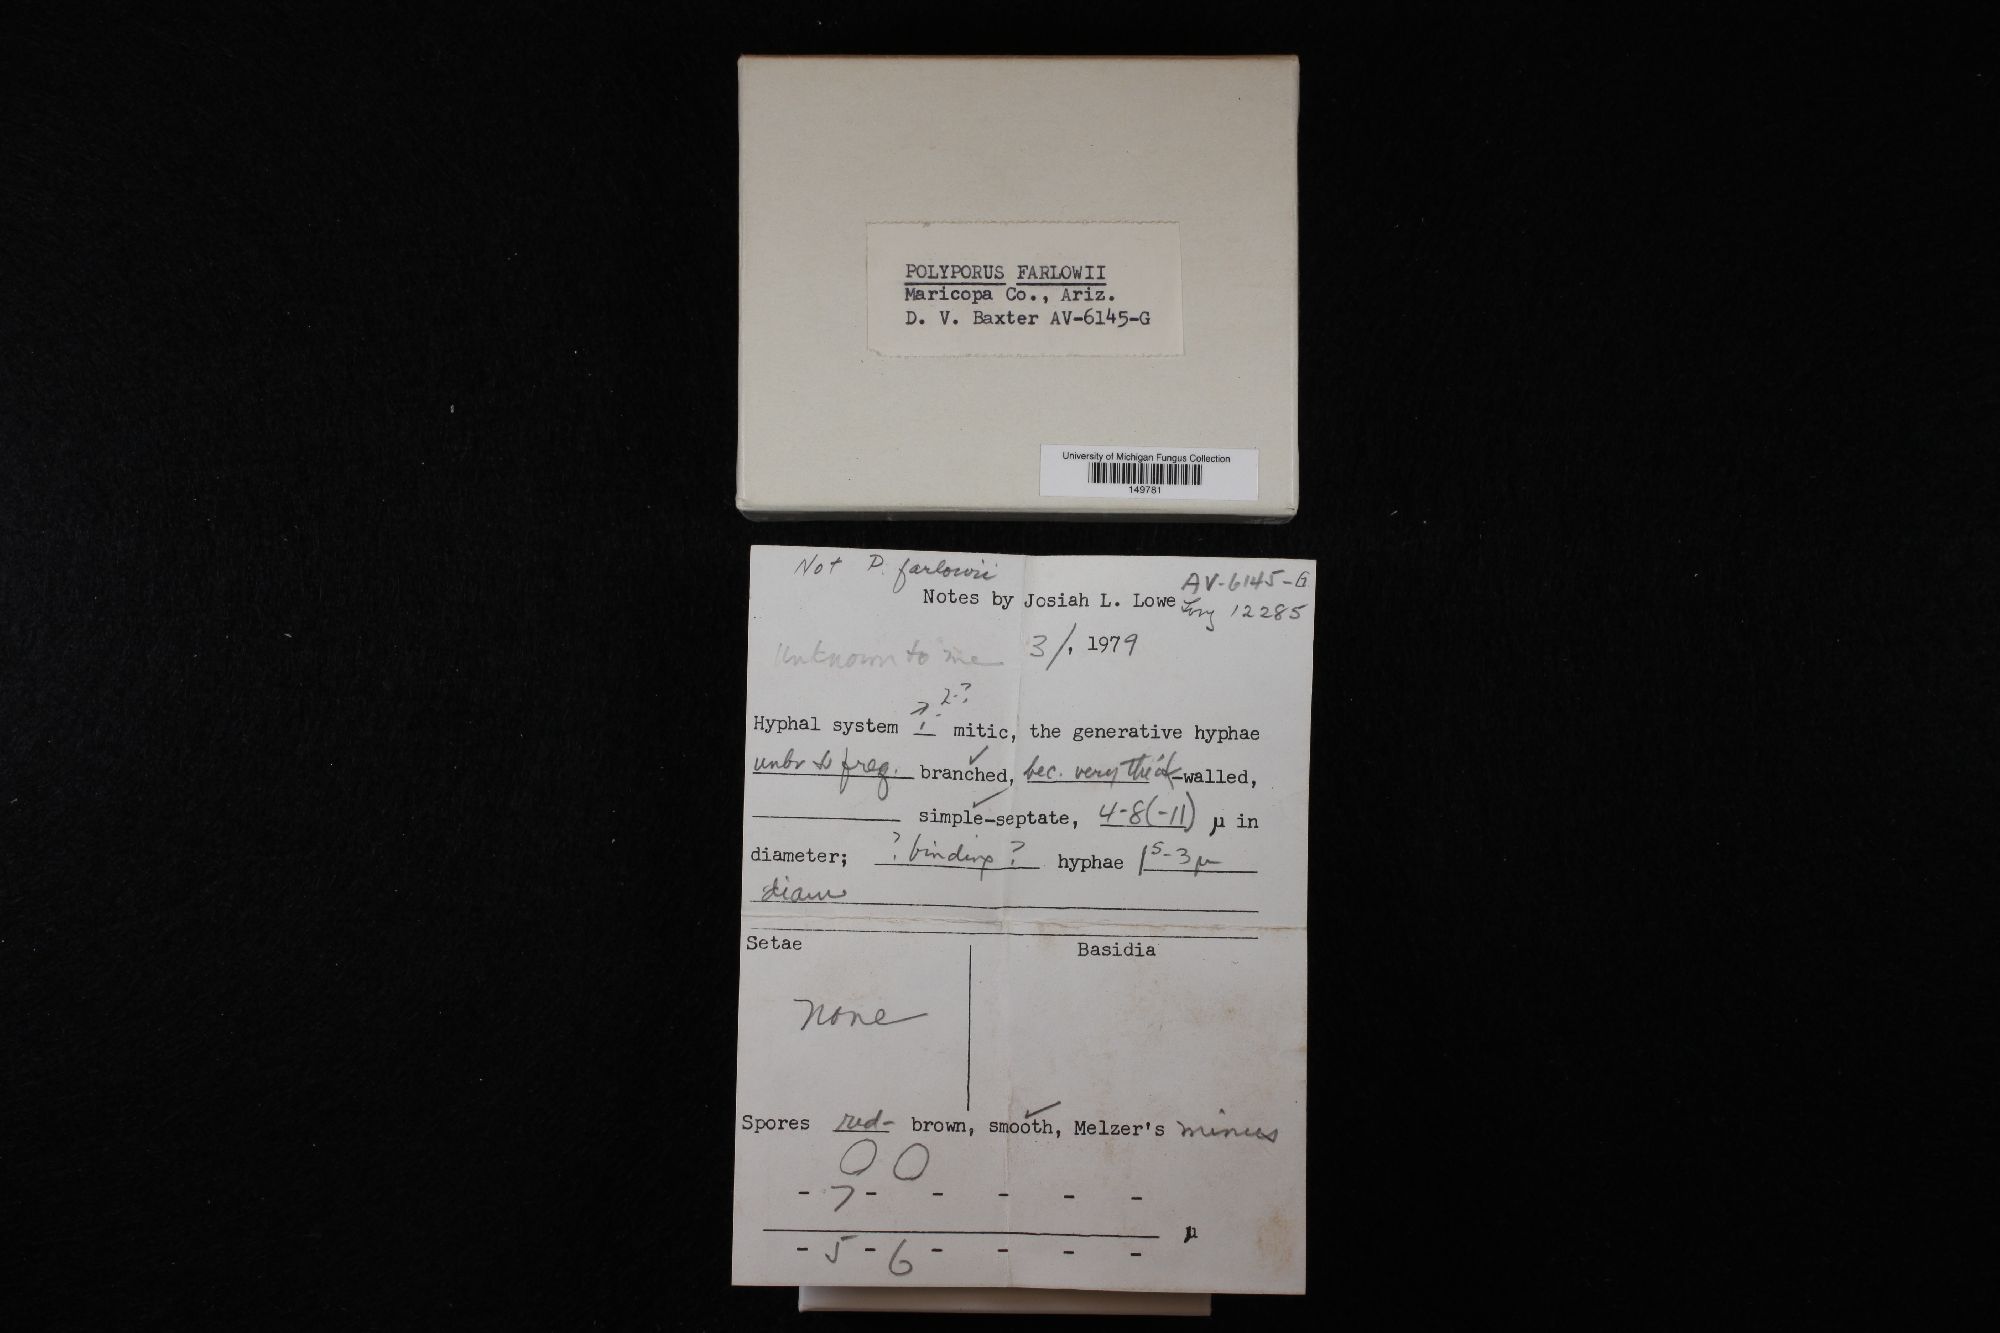 POLYPORUS FARLOWII
Maricopa Co., Ariz.
D. V. Baxter AV-6145-G
University of Michigan Fungus Collection
149781
Not P. farlowii
AV-6145-G
Notes by Josiah L. Lowe
12285
Unknown to me 3/, 1979
2?
Hyphal system ? mitic, the generative hyphae
unbr to freq. branched, bec. very thick-walled,
simple-septate, 4-8(-11) µ in
diameter; ? binding ? hyphae 1.5-3µ
diam
Setae
Basidia
none
Spores red- brown, smooth, Melzer's minus
- 7 - - - - -
µ
- 5 - 6 - - - -